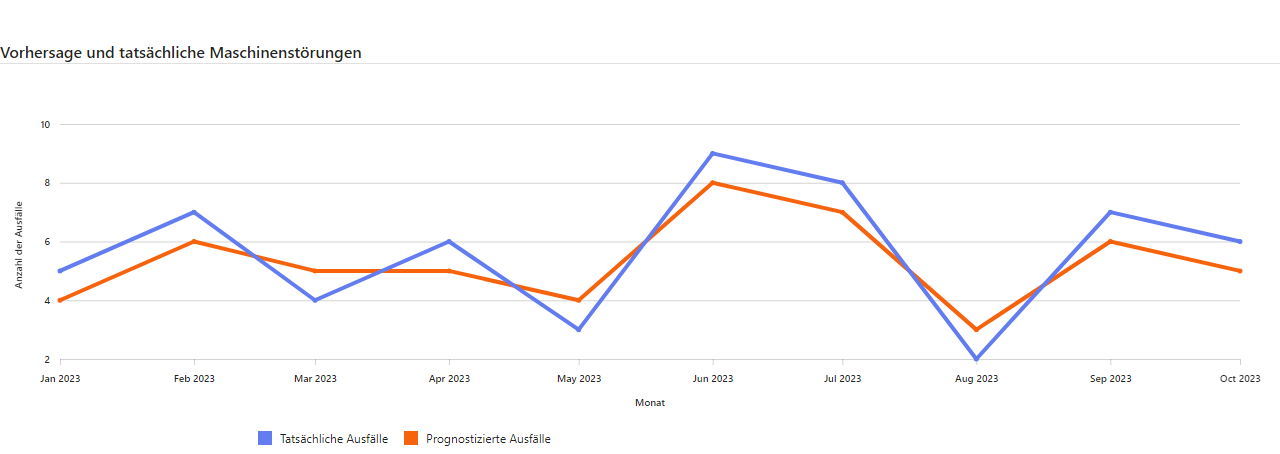 Vorhersage und tatsächliche Maschinenstörungen
10
8
6
4
2
Anzahl der Ausfälle
Jan 2023 Feb 2023 Mar 2023 Apr 2023 May 2023 Jun 2023 Jul 2023 Aug 2023 Sep 2023 Oct 2023
Monat
Tatsächliche Ausfälle Prognostizierte Ausfälle